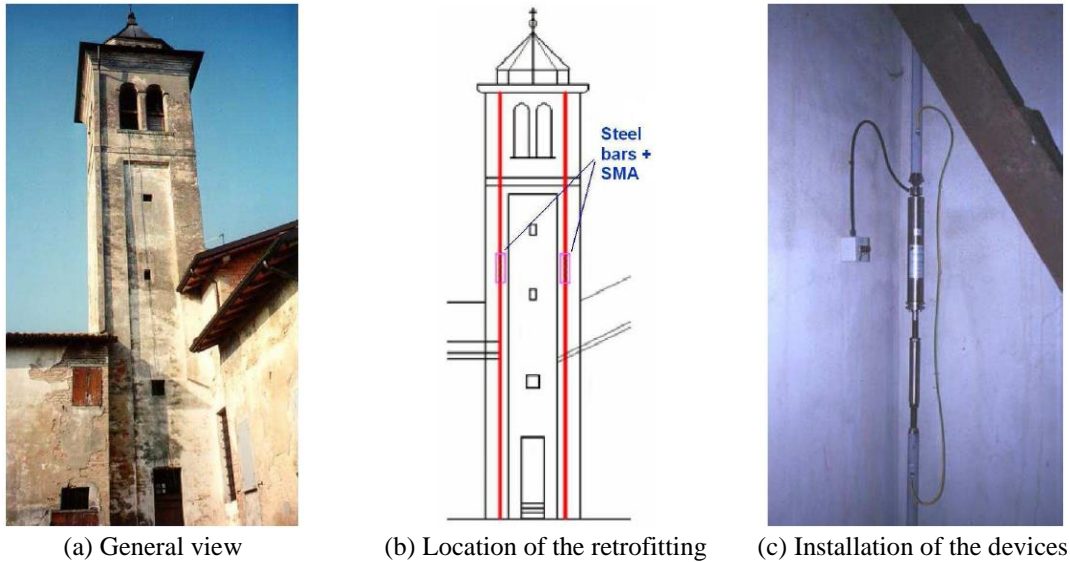 Steel
bars +
SMA
(a) General view
(b) Location of the retrofitting
(c) Installation of the devices